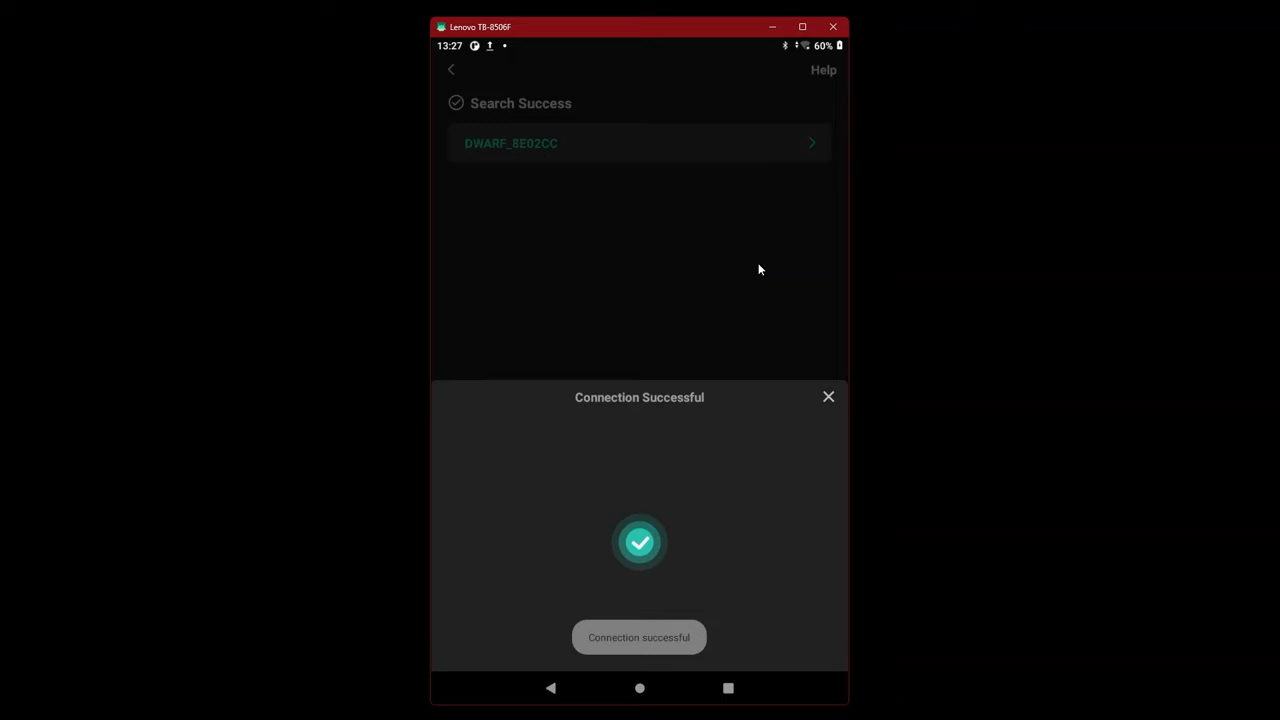 Lenovo TB-8506F
13:27
60%
Help
Search Success
DWARF_8E02CC
Connection Successful
Connection successful